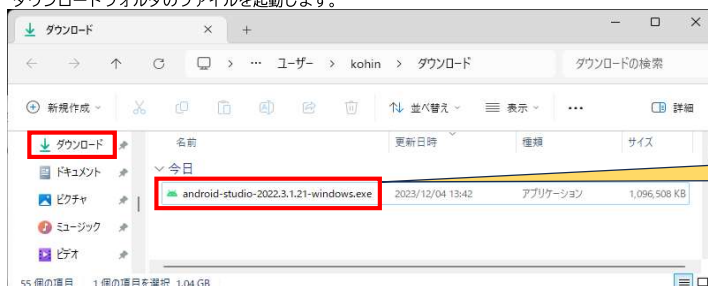 ダウンロードフォルダのファイルを起動します。
ダウンロード
ユーザー > kohin > ダウンロード
ダウンロードの検索
新規作成
並べ替え
表示
詳細
ダウンロード
名前 更新日時 種類 サイズ
ドキュメント
今日
ピクチャ
android-studio-2022.3.1.21-windows.exe 2023/12/04 13:42 アプリケーション 1,096,508 KB
ミュージック
ビデオ
55 個の項目 1 個の項目を選択 1.04 GB